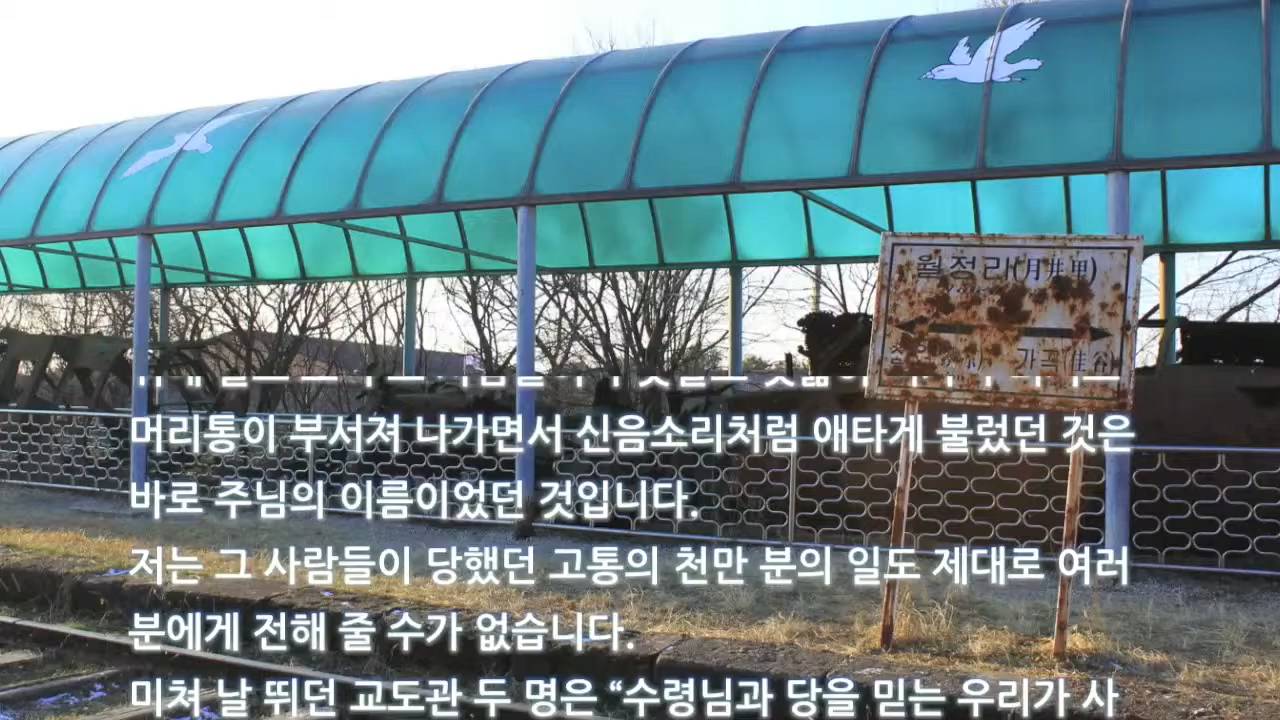 월정리(月井里)
가곡佳谷
머리통이 부서져 나가면서 신음소리처럼 애타게 불렀던 것은
바로 주님의 이름이었던 것입니다.
저는 그 사람들이 당했던 고통의 천만 분의 일도 제대로 여러
분에게 전해 줄 수가 없습니다.
미쳐 날 뛰던 교도관 두 명은 “수령님과 당을 믿는 우리가 사